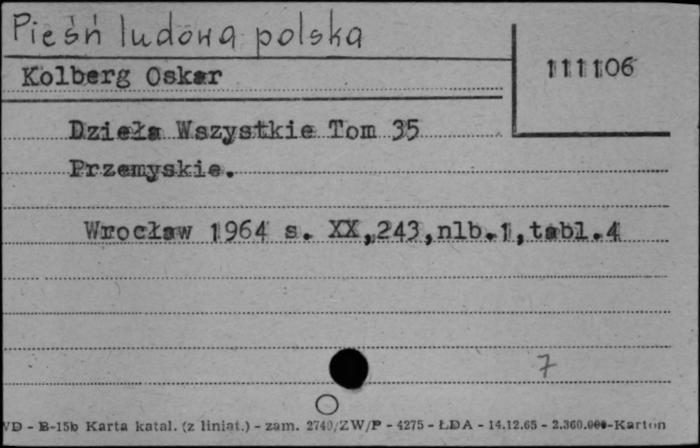 Pieśń ludowa polska
Kolberg Oskar
111106
Dzieła Wszystkie Tom 35
Przemyskie.
Wrocław 1964 s. XX,243,nlb.1,tabl.4
7
VD - B-15b Karta katal. (z liniat.) - zam. 2740/ZW/P - 4275 - ŁDA - 14.12.65 - 2.360.000-Karton